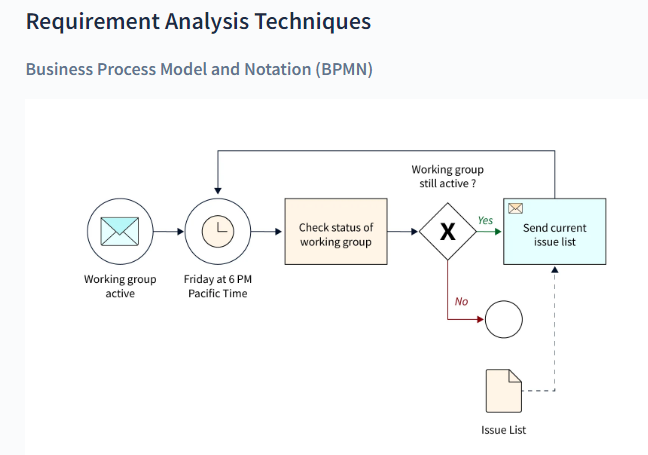 Requirement Analysis Techniques
Business Process Model and Notation (BPMN)
Working group
still active ?
Check status of
working group
X
Yes
Send current
issue list
Working group
active
Friday at 6 PM
Pacific Time
No
Issue List